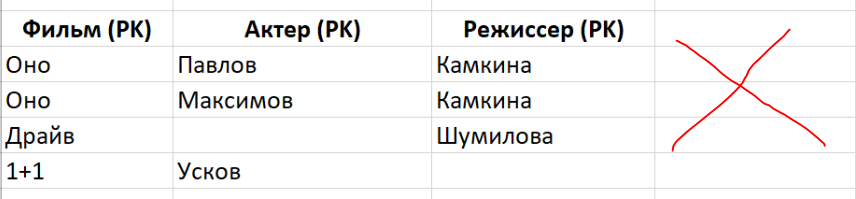 Фильм (PK) Актер (PK) Режиссер (PK)
Оно Павлов Камкина
Оно Максимов Камкина
Драйв Шумилова
1+1 Усков